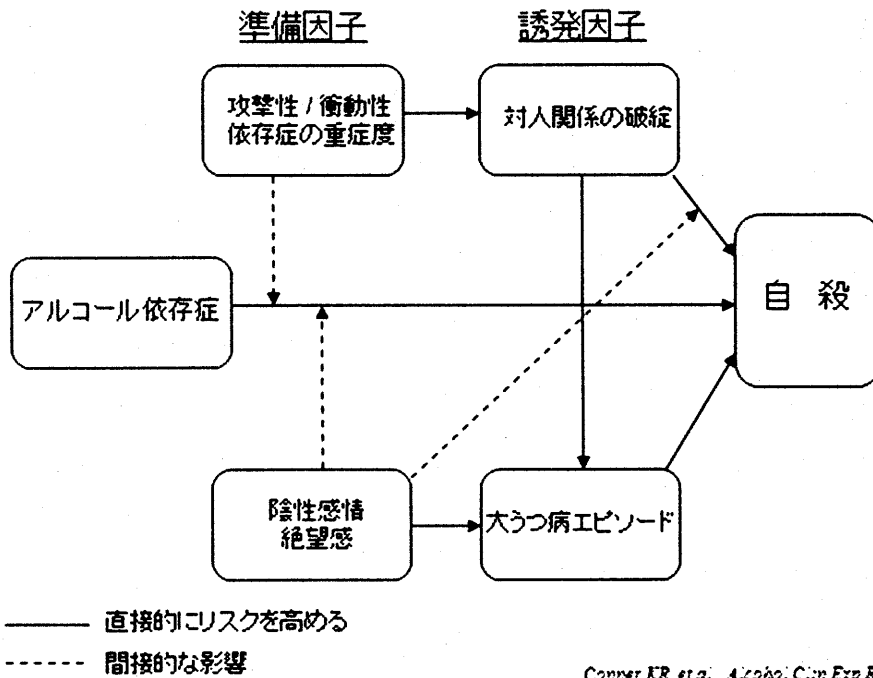 準備因子
誘発因子
攻撃性 / 衝動性
依存症の重症度
対人関係の破綻
アルコール依存症
自 殺
陰性感情
絶望感
大うつ病エピソード
直接的にリスクを高める
間接的な影響
Conner KR, et al.